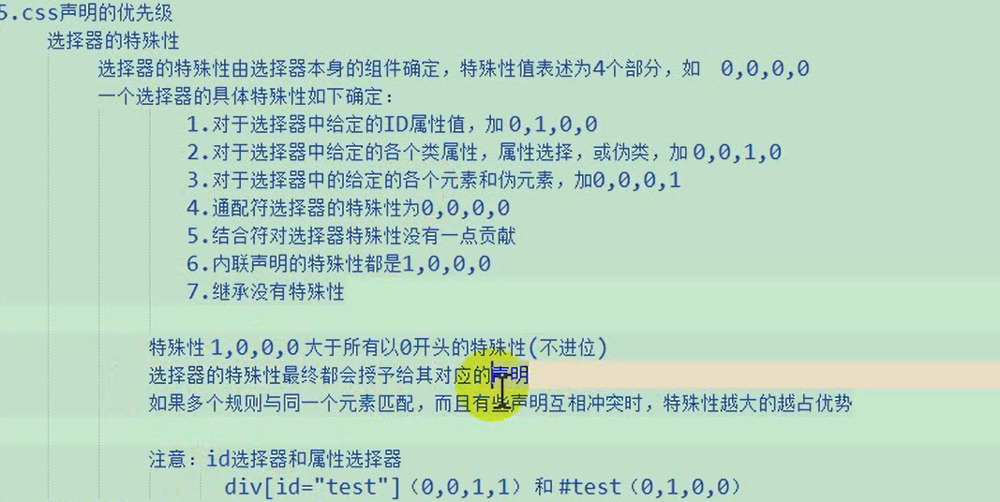 5.css声明的优先级
选择器的特殊性
选择器的特殊性由选择器本身的组件确定，特殊性值表述为4个部分，如 0,0,0,0
一个选择器的具体特殊性如下确定：
1.对于选择器中给定的ID属性值，加 0,1,0,0
2.对于选择器中给定的各个类属性，属性选择，或伪类，加 0,0,1,0
3.对于选择器中的给定的各个元素和伪元素，加0,0,0,1
4.通配符选择器的特殊性为0,0,0,0
5.结合符对选择器特殊性没有一点贡献
6.内联声明的特殊性都是1,0,0,0
7.继承没有特殊性
特殊性 1,0,0,0 大于所有以0开头的特殊性(不进位)
选择器的特殊性最终都会授予给其对应的声明
如果多个规则与同一个元素匹配，而且有些声明互相冲突时，特殊性越大的越占优势
注意：id选择器和属性选择器
div[id="test"]（0,0,1,1）和 #test（0,1,0,0）